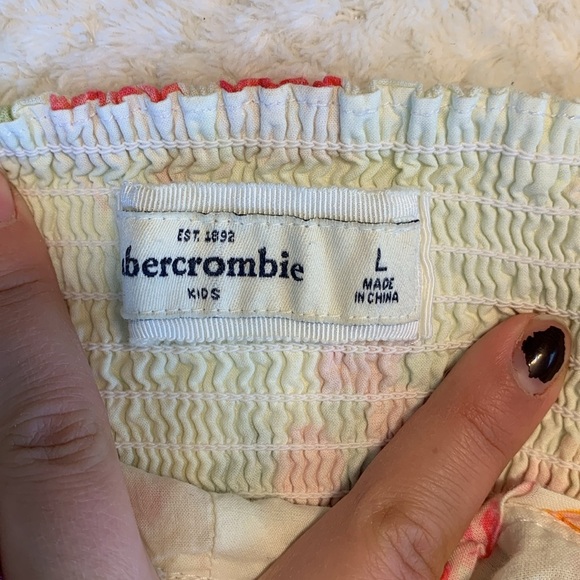 EST. 1892
abercrombie
KIDS
L
MADE
IN CHINA